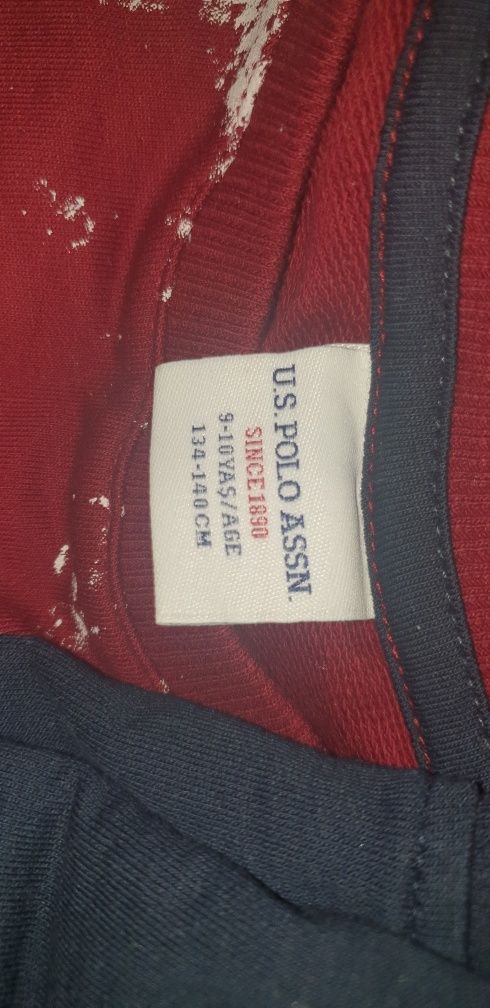 U.S. POLO ASSN.
SINCE 1890
9-10YAŞ/AGE
134-140CM